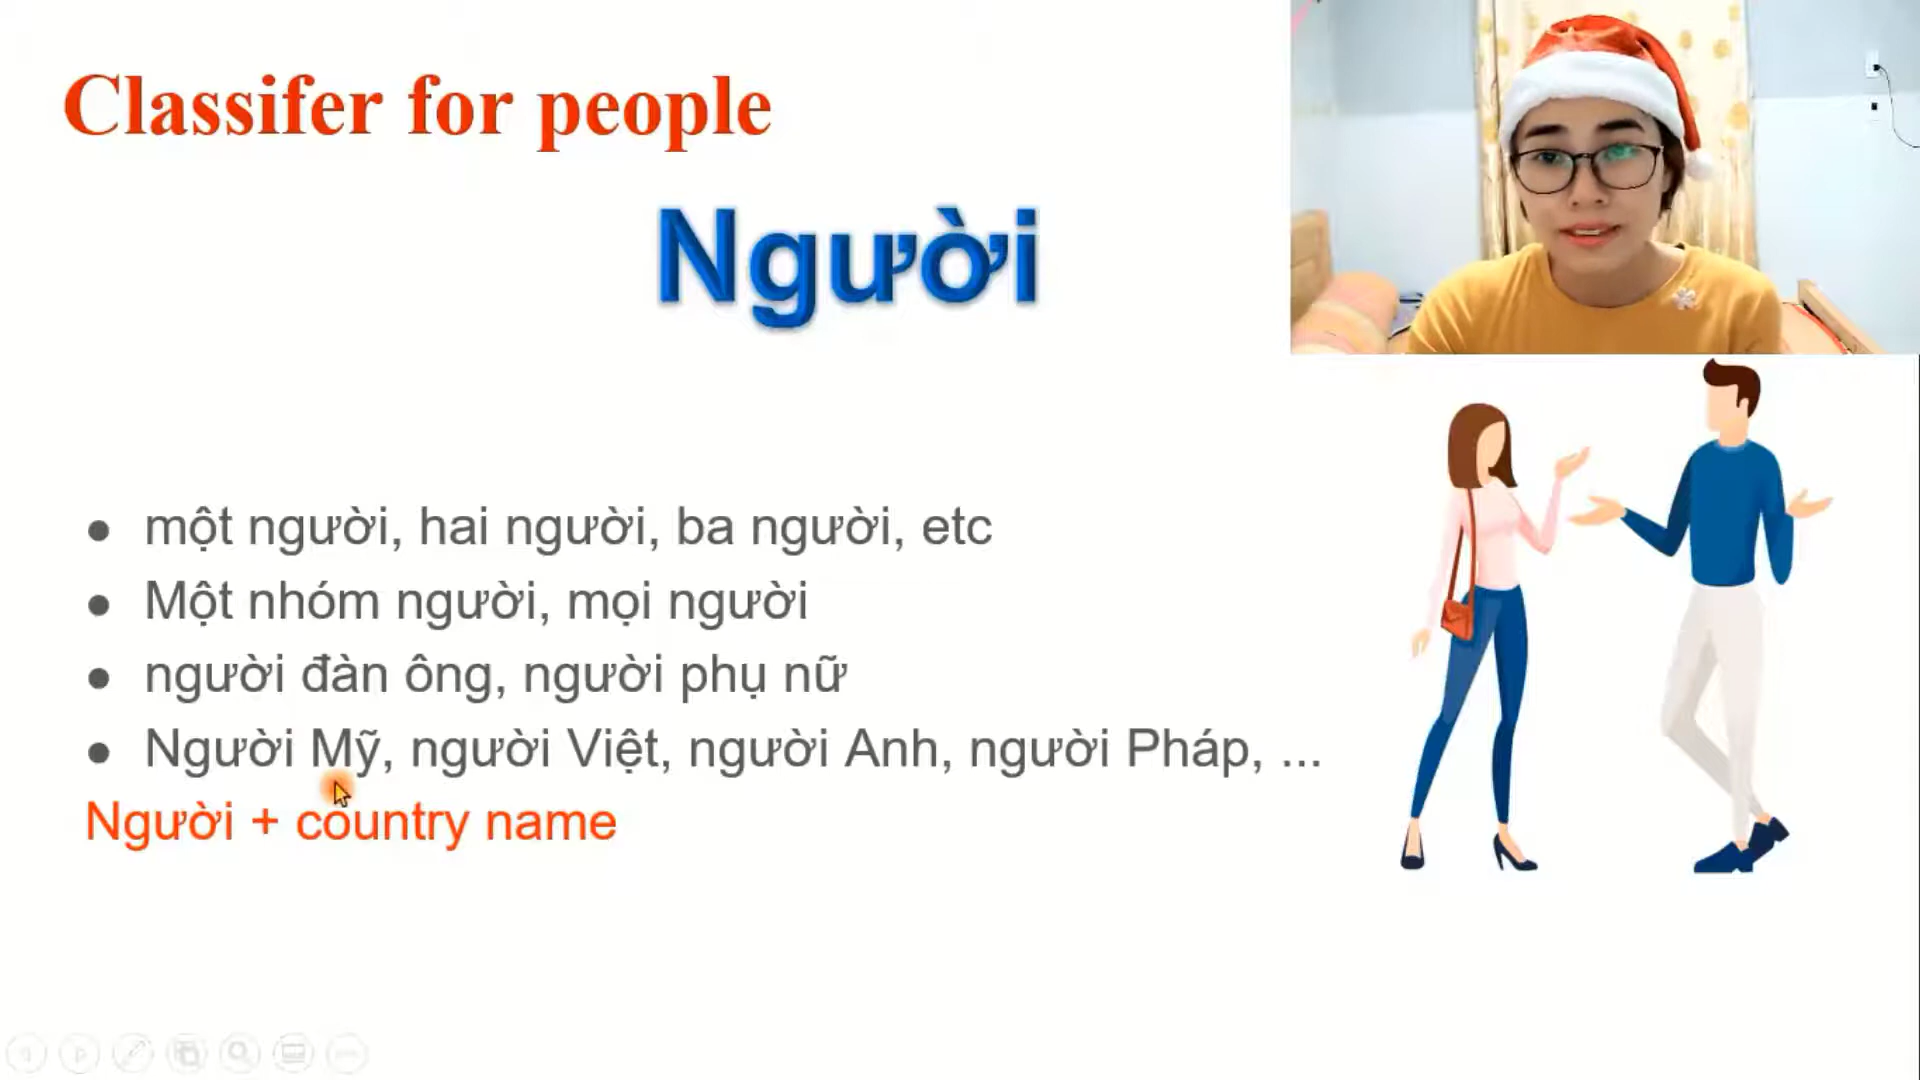 Classifer for people
Người
một người, hai người, ba người, etc
Một nhóm người, mọi người
người đàn ông, người phụ nữ
Người Mỹ, người Việt, người Anh, người Pháp, ...
Người + country name